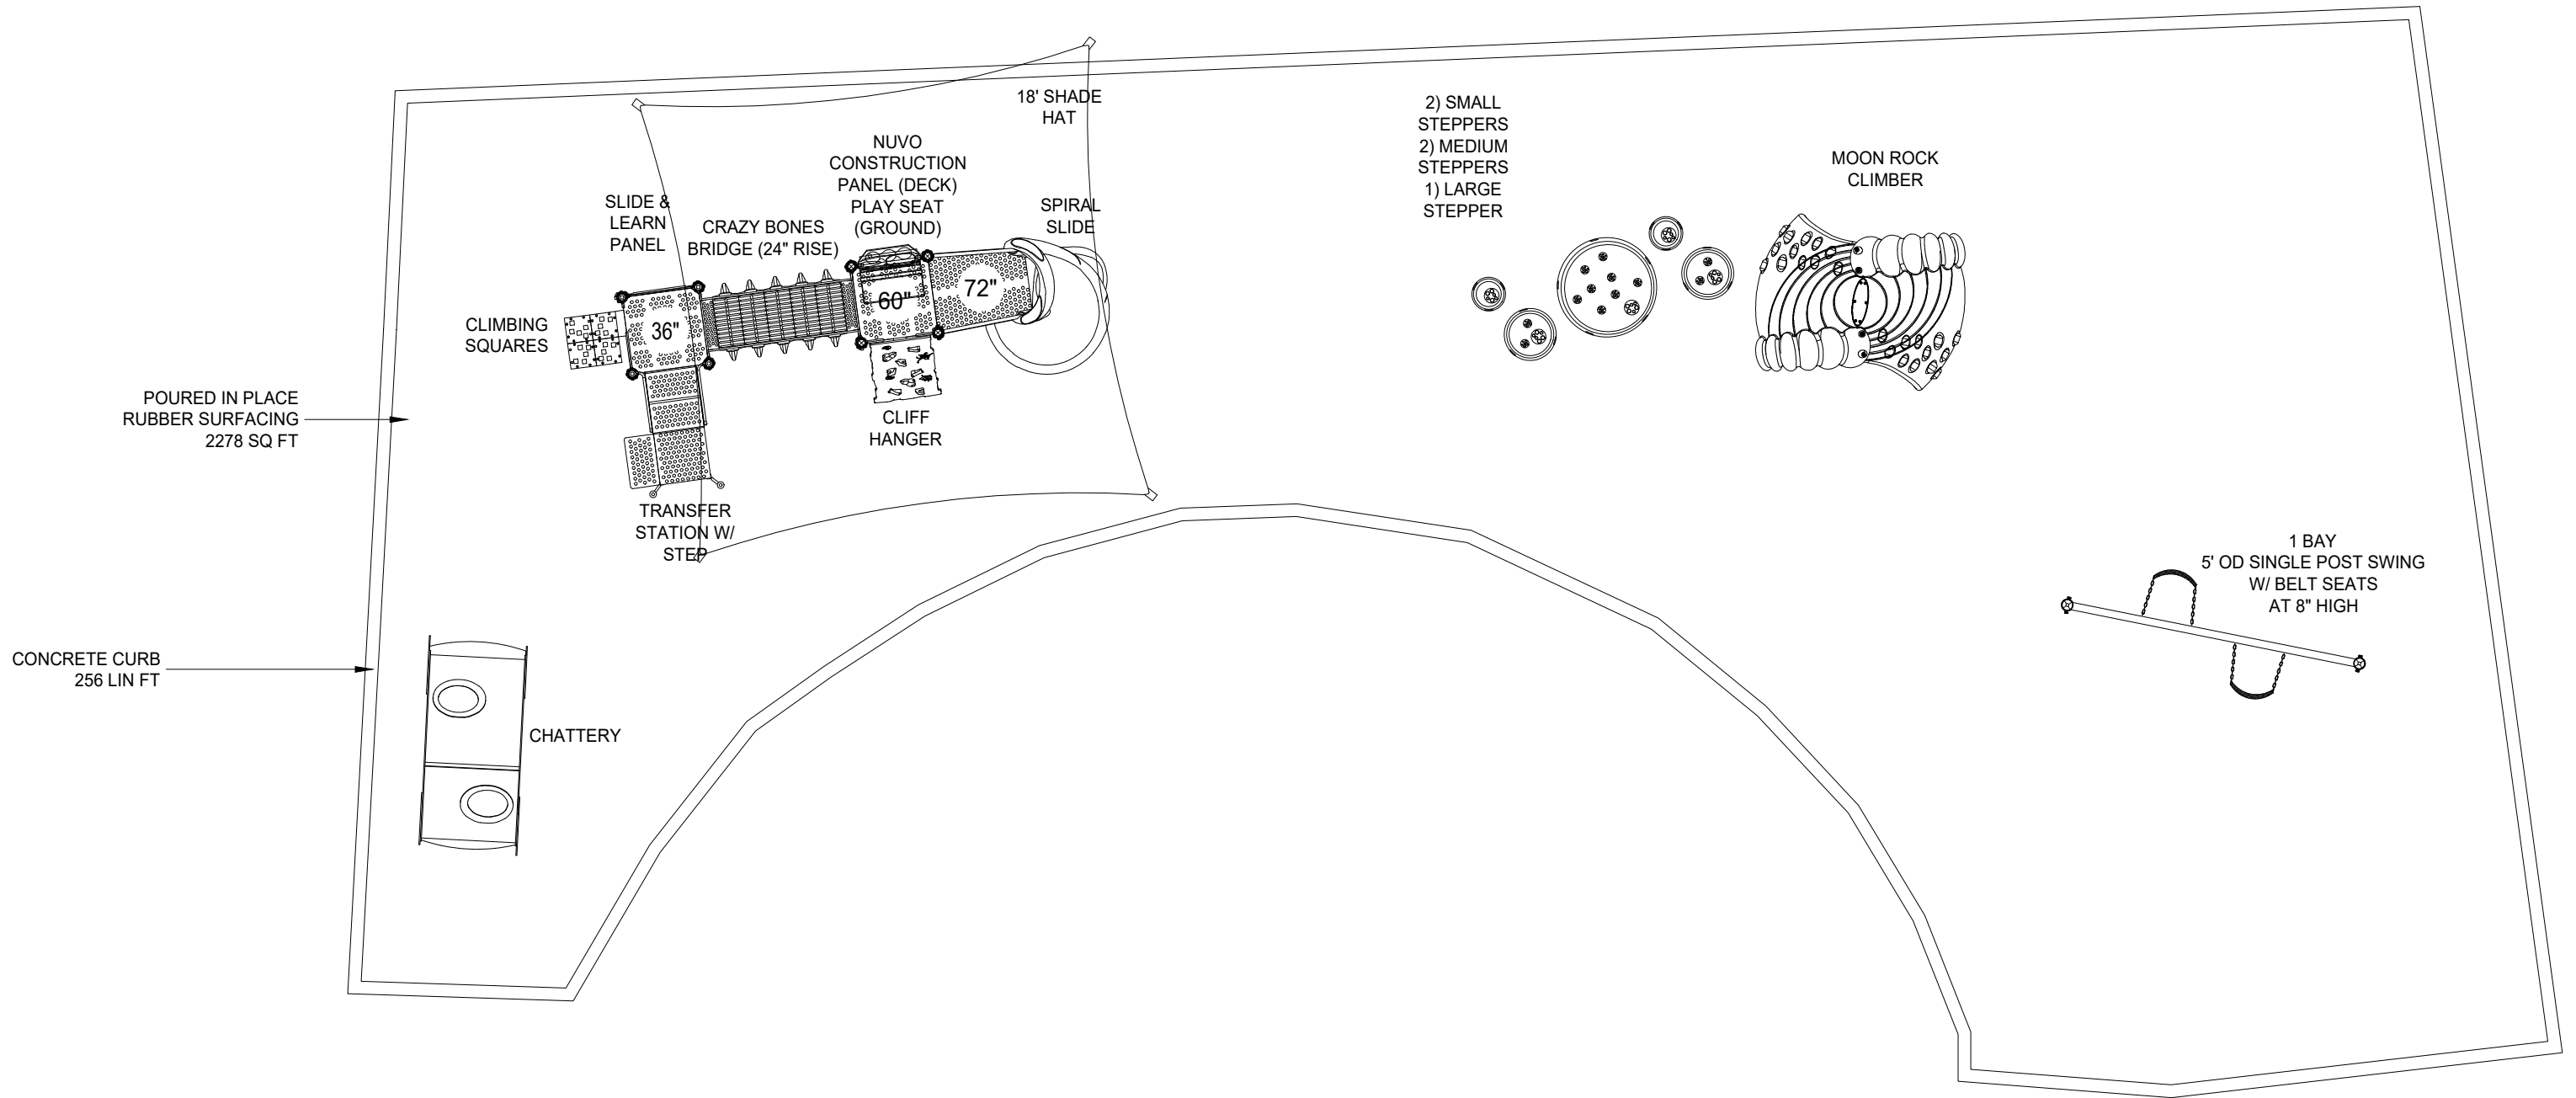 18' SHADE
HAT
2) SMALL
STEPPERS
2) MEDIUM
STEPPERS
1) LARGE
STEPPER
NUVO
CONSTRUCTION
PANEL (DECK)
PLAY SEAT
(GROUND)
MOON ROCK
CLIMBER
SLIDE &
LEARN
PANEL
CRAZY BONES
BRIDGE (24" RISE)
SPIRAL
SLIDE
72"
60"
36"
CLIMBING
SQUARES
POURED IN PLACE
RUBBER SURFACING
2278 SQ FT
CLIFF
HANGER
TRANSFER
STATION W/
STEP
1 BAY
5' OD SINGLE POST SWING
W/ BELT SEATS
AT 8" HIGH
CONCRETE CURB
256 LIN FT
CHATTERY